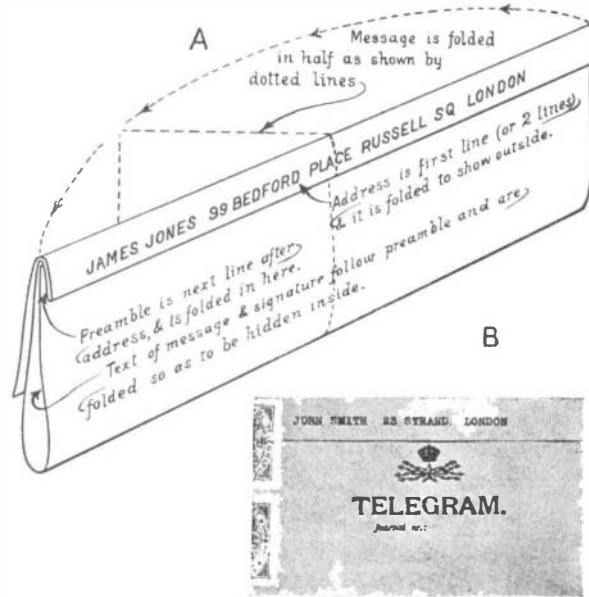 A
Message is folded
in half as shown by
dotted lines
JAMES JONES 99 BEDFORD PLACE RUSSELL SQ LONDON
Address is first line (or 2 lines)
& it is folded to show outside.
Preamble is next line after
address, & is folded in here.
Text of message & signature follow preamble and are
folded so as to be hidden inside.
B
JOHN SMITH 23 STRAND LONDON
TELEGRAM.
Journal nr.: